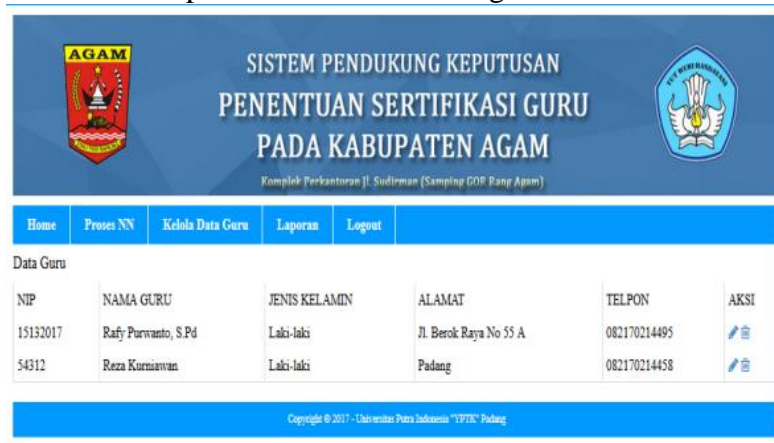 AGAM
SISTEM PENDUKUNG KEPUTUSAN
PENENTUAN SERTIFIKASI GURU
PADA KABUPATEN AGAM
Komplek Perkantoran Jl. Sudirman (Samping GOR Rang Agam)
TUT WURI HANDAYANI
Home Proses NN Kelola Data Guru Laporan Logout
Data Guru
NIP NAMA GURU JENIS KELAMIN ALAMAT TELPON AKSI
15132017 Rafy Purwanto, S.Pd Laki-laki Jl. Berok Raya No 55 A 082170214495
54312 Reza Kurniawan Laki-laki Padang 082170214458
Copyright © 2017 - Universitas Putra Indonesia "YPTK" Padang